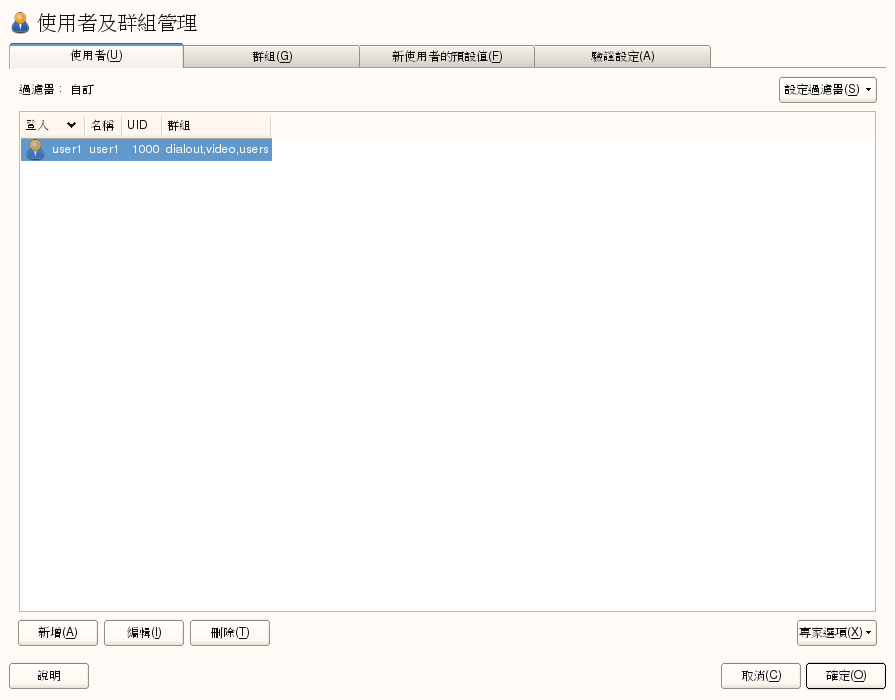 使用者及群組管理
使用者(U) 群組(G) 新使用者的預設值(F) 驗證設定(A)
過濾器： 自訂 設定過濾器(S)
登入 名稱 UID 群組
user1 user1 1000 dialout,video,users
新增(A) 編輯(I) 刪除(T) 專家選項(X)
說明 取消(C) 確定(O)